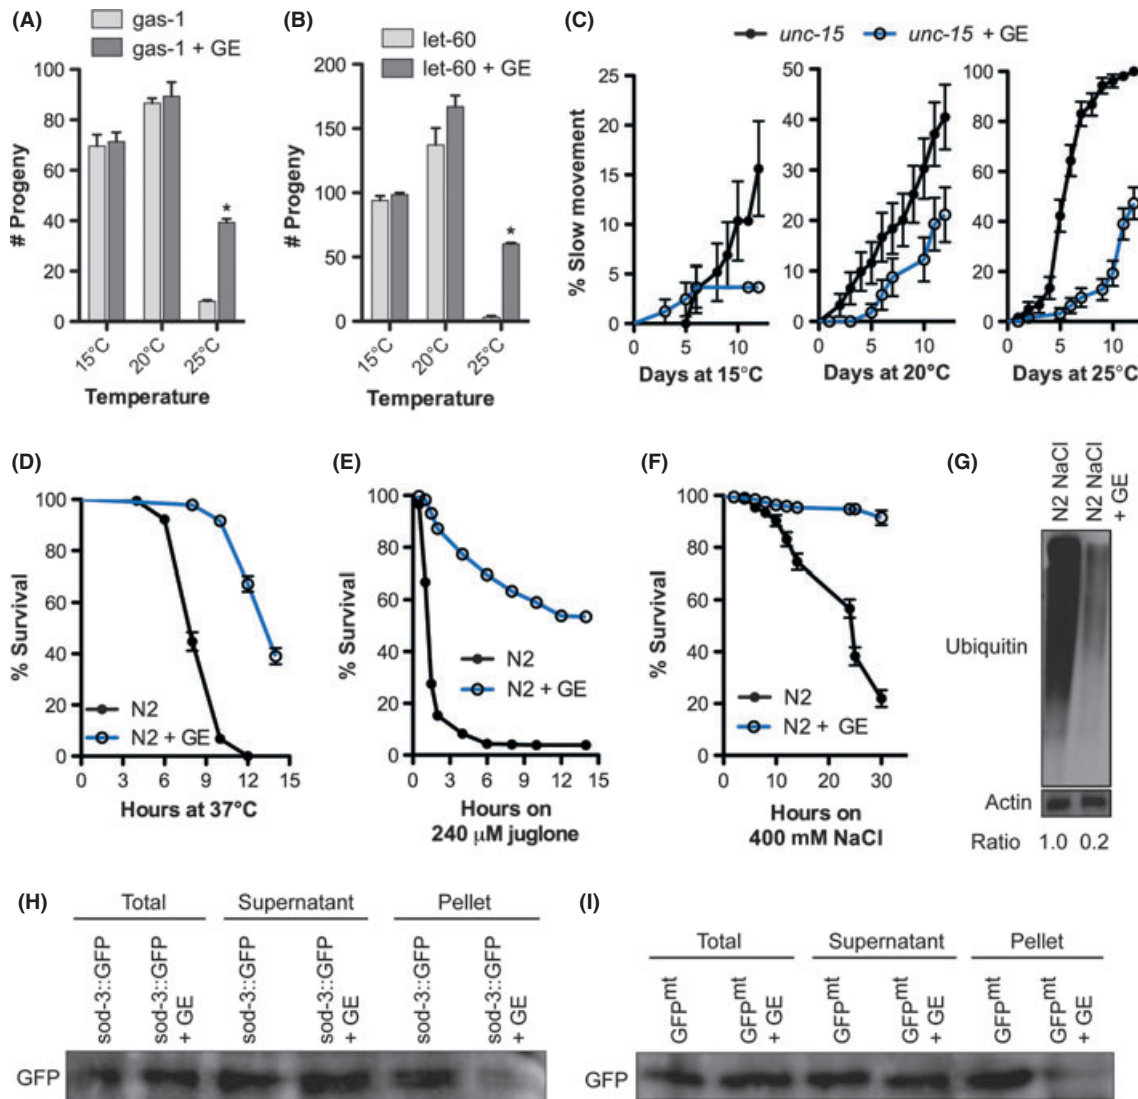 (A)
gas-1
gas-1 + GE
100
80
60
40
20
0
# Progeny
15°C
20°C
25°C
*
Temperature
(B)
let-60
let-60 + GE
200
150
100
50
0
# Progeny
15°C
20°C
25°C
*
Temperature
(C)
unc-15
unc-15 + GE
% Slow movement
25
20
15
10
5
0
0 5 10
Days at 15°C
50
40
30
20
10
0
0 5 10
Days at 20°C
100
80
60
40
20
0
0 5 10
Days at 25°C
(D)
% Survival
100
80
60
40
20
0
N2
N2 + GE
0 3 6 9 12 15
Hours at 37°C
(E)
% Survival
100
80
60
40
20
0
N2
N2 + GE
0 3 6 9 12 15
Hours on
240 μM juglone
(F)
% Survival
100
80
60
40
20
0
N2
N2 + GE
0 10 20 30
Hours on
400 mM NaCl
(G)
N2 NaCl
N2 NaCl
+ GE
Ubiquitin
Actin
Ratio 1.0 0.2
(H)
Total Supernatant Pellet
sod-3::GFP
sod-3::GFP
+ GE
sod-3::GFP
sod-3::GFP
+ GE
sod-3::GFP
sod-3::GFP
+ GE
GFP
(I)
Total Supernatant Pellet
GFPmt
GFPmt
+ GE
GFPmt
GFPmt
+ GE
GFPmt
GFPmt
+ GE
GFP